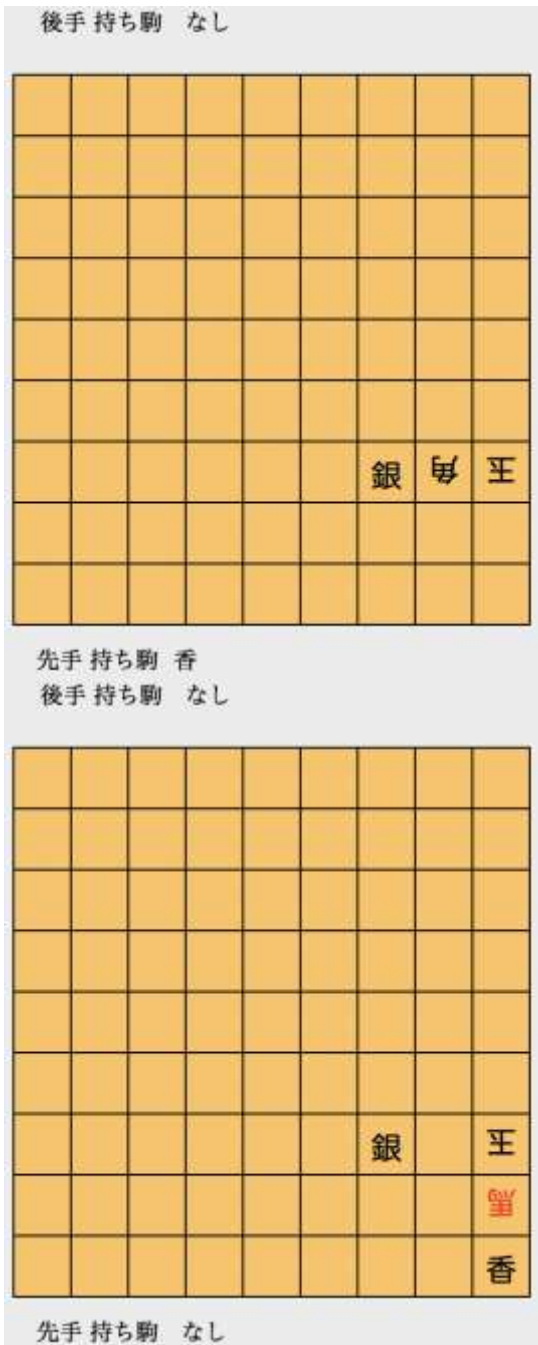 後手 持ち駒 なし
銀 角 玉
先手 持ち駒 香
後手 持ち駒 なし
銀 玉
馬
香
先手 持ち駒 なし